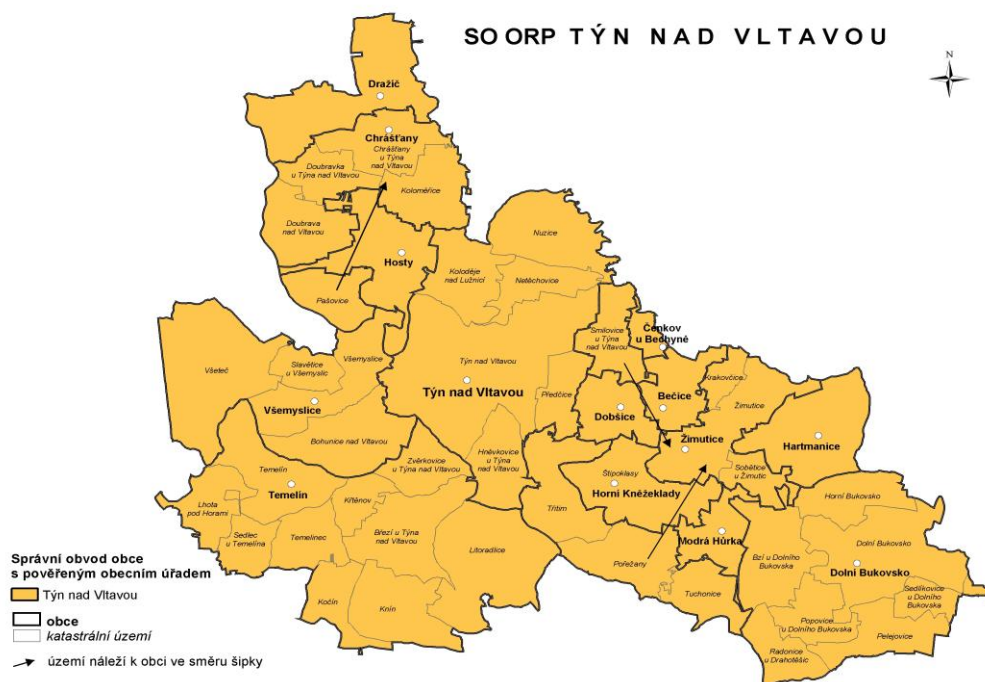 SO ORP TÝN NAD VLTAVOU
N
Dražíč
Chrášťany
Chrášťany
u Týna
nad Vltavou
Doubravka
u Týna nad Vltavou
Koloměřice
Doubrava
nad Vltavou
Hosty
Pašovice
Nuzice
Koloděje
nad Lužnicí
Netěchovice
Smilovice
u Týna
nad Vltavou
Čenkov
u Bechyně
Všeteč
Slavětice
u Všemyslic
Všemyslice
Týn nad Vltavou
Týn nad Vltavou
Předčice
Krakovčice
Bečice
Žimutice
Všemyslice
Dobšice
Bohunice nad Vltavou
Žimutice
Hartmanice
Hněvkovice
u Týna
nad Vltavou
Zvěrkovice
u Týna nad Vltavou
Temelín
Štipoklasy
Sobětice
u Žimutic
Temelín
Horní Kněžeklady
Křtěnov
Lhota
pod Horami
Třitim
Horní Bukovsko
Sedlec
u Temelína
Temelinec
Březí u Týna
nad Vltavou
Litoradlice
Modrá Hůrka
Dolní Bukovsko
Bzí u Dolního
Bukovska
Pořežany
Dolní Bukovsko
Tuchonice
Sedlíkovice
u Dolního
Bukovska
Kočín
Knín
Popovice
u Dolního Bukovska
Pelejovice
Radonice
u Drahotěšic
Správní obvod obce
s pověřeným obecním úřadem
Týn nad Vltavou
obce
katastrální území
území náleží k obci ve směru šipky